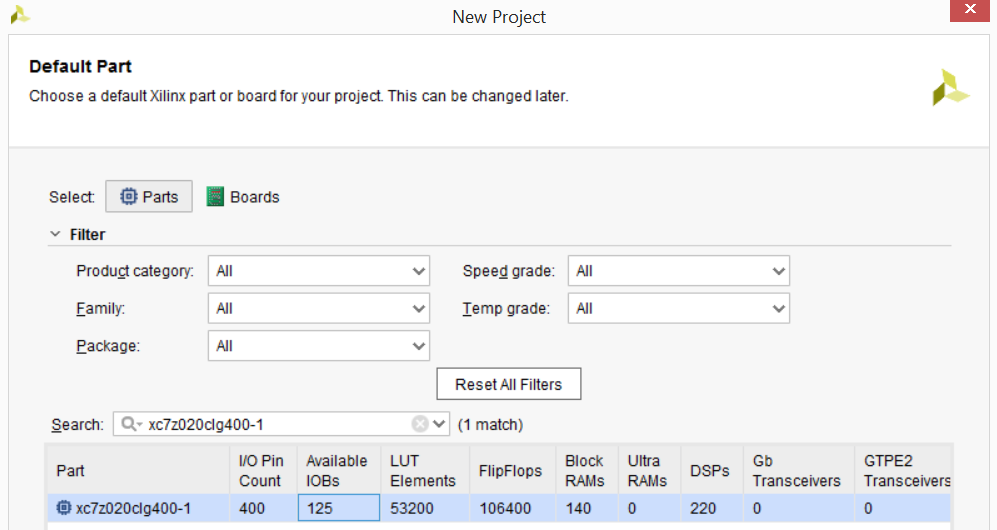 New Project
Default Part
Choose a default Xilinx part or board for your project. This can be changed later.
Select: Parts Boards
Filter
Product category: All Speed grade: All
Family: All Temp grade: All
Package: All
Reset All Filters
Search: xc7z020clg400-1 (1 match)
Part I/O Pin Count Available IOBs LUT Elements FlipFlops Block RAMs Ultra RAMs DSPs Gb Transceivers GTPE2 Transceivers
xc7z020clg400-1 400 125 53200 106400 140 0 220 0 0